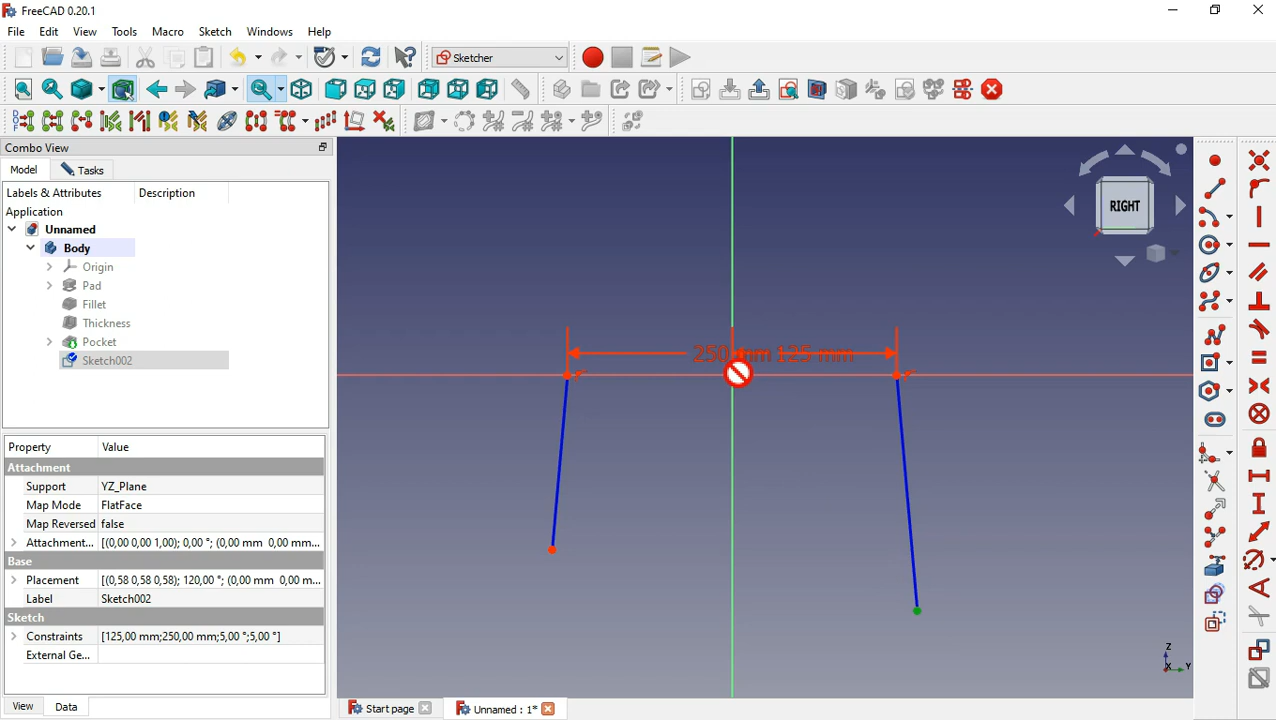 FreeCAD 0.20.1
File Edit View Tools Macro Sketch Windows Help
Sketcher
Combo View
Model Tasks
Labels & Attributes Description
Application
Unnamed
Body
Origin
Pad
Fillet
Thickness
Pocket
Sketch002
Property Value
Attachment
Support YZ_Plane
Map Mode FlatFace
Map Reversed false
Attachment... [(0,00 0,00 1,00); 0,00 °; (0,00 mm 0,00 m...
Base
Placement [(0,58 0,58 0,58); 120,00 °; (0,00 mm 0,00 m...
Label Sketch002
Sketch
Constraints [125,00 mm;250,00 mm;5,00 °;5,00 °]
External Ge...
View Data
250 mm 125 mm
RIGHT
Z
X Y
Start page Unnamed : 1*